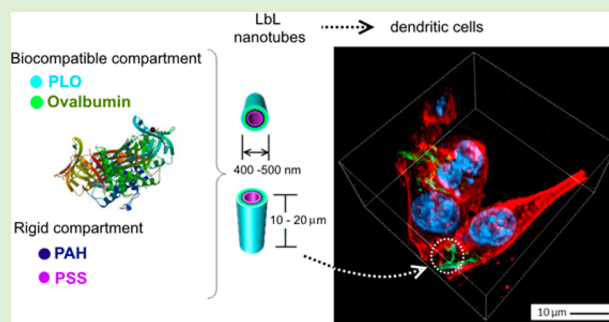 LbL
nanotubes
dendritic cells
Biocompatible compartment
PLO
Ovalbumin
400 -500 nm
10 - 20 μm
Rigid compartment
PAH
PSS
10 μm